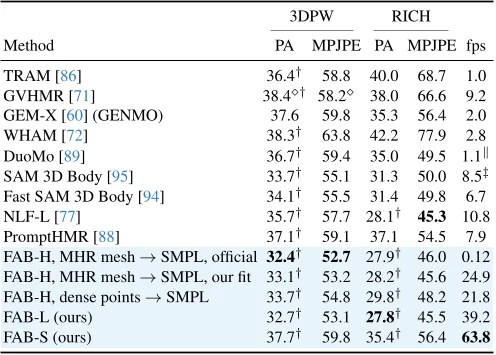 3DPW RICH
Method PA MPJPE PA MPJPE fps
TRAM [86] 36.4† 58.8 40.0 68.7 1.0
GVHMR [71] 38.4⋄† 58.2⋄ 38.0 66.6 9.2
GEM-X [60] (GENMO) 37.6 59.8 35.3 56.4 2.0
WHAM [72] 38.3† 63.8 42.2 77.9 2.8
DuoMo [89] 36.7† 59.4 35.0 49.5 1.1∥
SAM 3D Body [95] 33.7† 55.1 31.3 50.0 8.5‡
Fast SAM 3D Body [94] 34.1† 55.5 31.4 49.8 6.7
NLF-L [77] 35.7† 57.7 28.1† 45.3 10.8
PromptHMR [88] 37.1† 59.1 37.1 54.5 7.9
FAB-H, MHR mesh → SMPL, official 32.4† 52.7 27.9† 46.0 0.12
FAB-H, MHR mesh → SMPL, our fit 33.1† 53.2 28.2† 45.6 24.9
FAB-H, dense points → SMPL 33.7† 54.8 29.8† 48.2 21.8
FAB-L (ours) 32.7† 53.1 27.8† 45.5 39.2
FAB-S (ours) 37.7† 59.8 35.4† 56.4 63.8